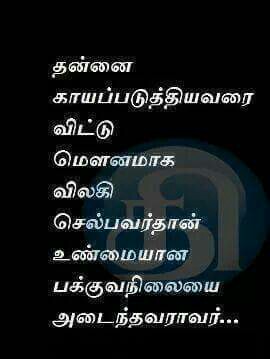 தன்னை
காயப்படுத்தியவரை
விட்டு
மௌனமாக
விலகி
செல்பவர்தான்
உண்மையான
பக்குவநிலையை
அடைந்தவராவர்...